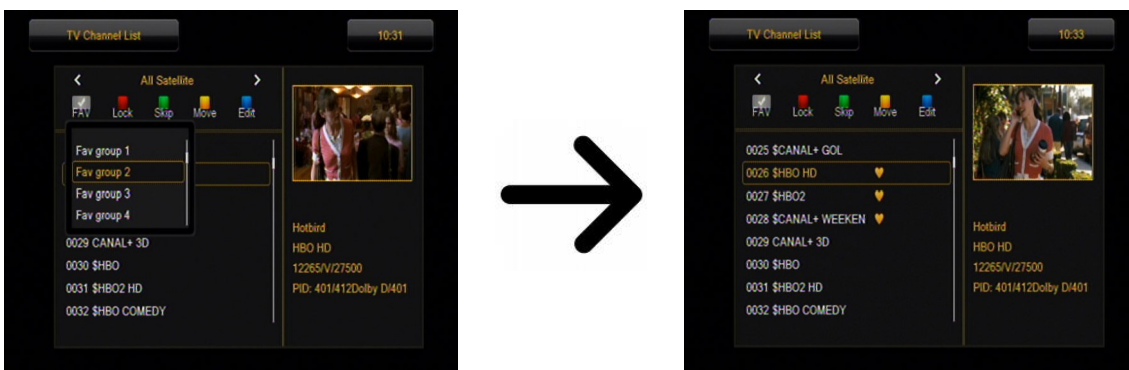 TV Channel List
10:31
All Satellite
FAV Lock Skip Move Edit
Fav group 1
Fav group 2
Fav group 3
Fav group 4
0029 CANAL+ 3D
0030 $HBO
0031 $HBO2 HD
0032 $HBO COMEDY
Hotbird
HBO HD
12265/V/27500
PID: 401/412Dolby D/401
TV Channel List
10:33
All Satellite
FAV Lock Skip Move Edit
0025 $CANAL+ GOL
0026 $HBO HD
0027 $HBO2
0028 $CANAL+ WEEKEN
0029 CANAL+ 3D
0030 $HBO
0031 $HBO2 HD
0032 $HBO COMEDY
Hotbird
HBO HD
12265/V/27500
PID: 401/412Dolby D/401